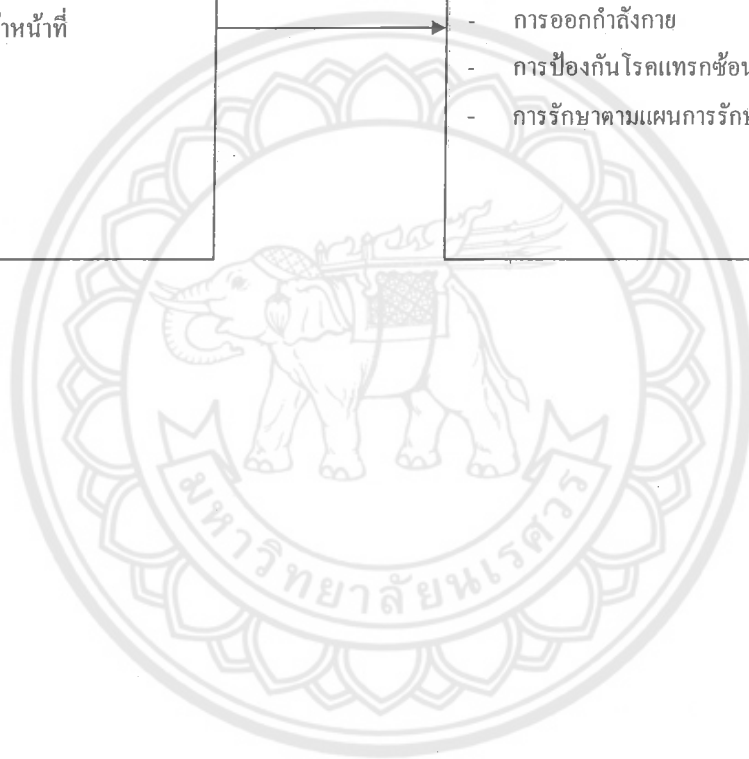 การออกกำลังกาย
หน้าที่
- การป้องกันโรคแทรกซ้อน
- การรักษาตามแผนการรัก
มหาวิทยาลัยนเรศวร